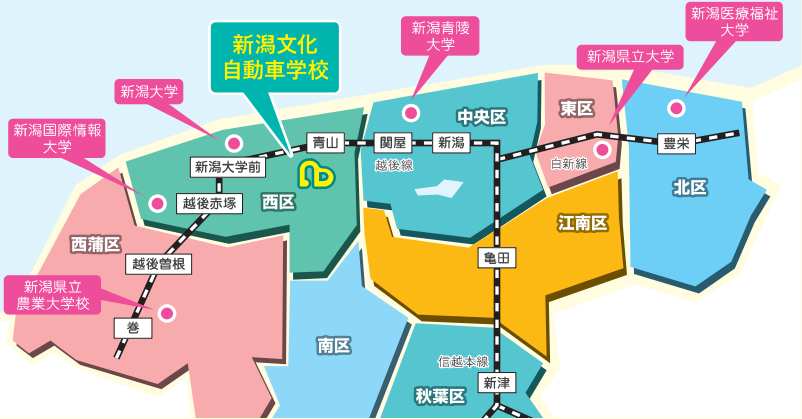 新潟医療福祉
大学
新潟青陵
大学
新潟文化
自動車学校
新潟県立大学
新潟大学
新潟国際情報
大学
中央区
東区
青山
関屋
新潟
豊栄
越後線
白新線
新潟大学前
北区
越後赤塚
西区
江南区
西蒲区
亀田
越後曽根
新潟県立
農業大学校
巻
南区
信越本線
新津
秋葉区